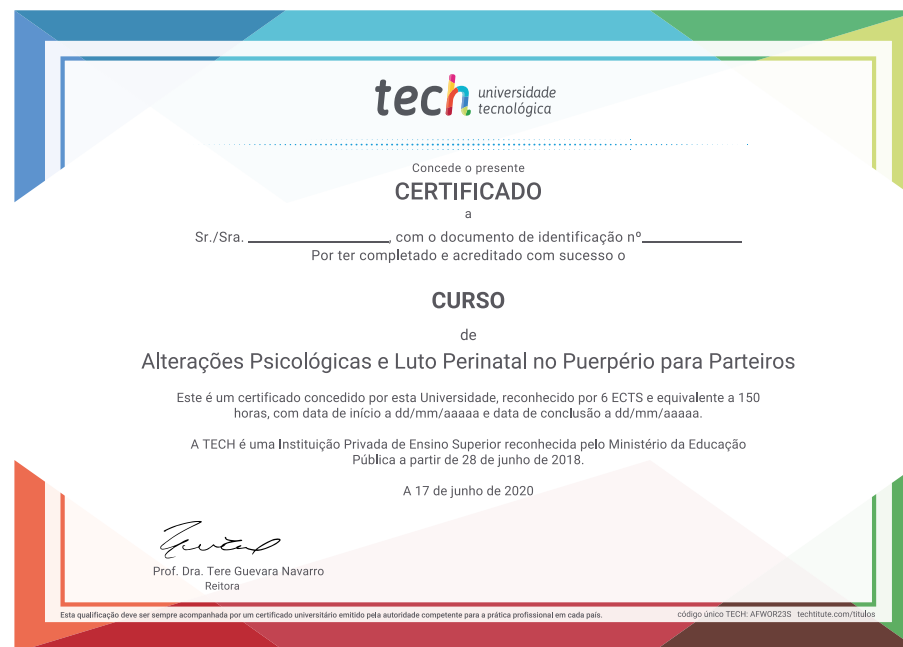 tech universidade
tecnológica
Concede o presente
CERTIFICADO
a
Sr./Sra. ________________, com o documento de identificação nº____________
Por ter completado e acreditado com sucesso o
CURSO
de
Alterações Psicológicas e Luto Perinatal no Puerpério para Parteiros
Este é um certificado concedido por esta Universidade, reconhecido por 6 ECTS e equivalente a 150
horas, com data de início a dd/mm/aaaaa e data de conclusão a dd/mm/aaaaa.
A TECH é uma Instituição Privada de Ensino Superior reconhecida pelo Ministério da Educação
Pública a partir de 28 de junho de 2018.
A 17 de junho de 2020
Prof. Dra. Tere Guevara Navarro
Reitora
Esta qualificação deve ser sempre acompanhada por um certificado universitário emitido pela autoridade competente para a prática profissional em cada país.
código único TECH: AFWOR23S techtitute.com/titulos